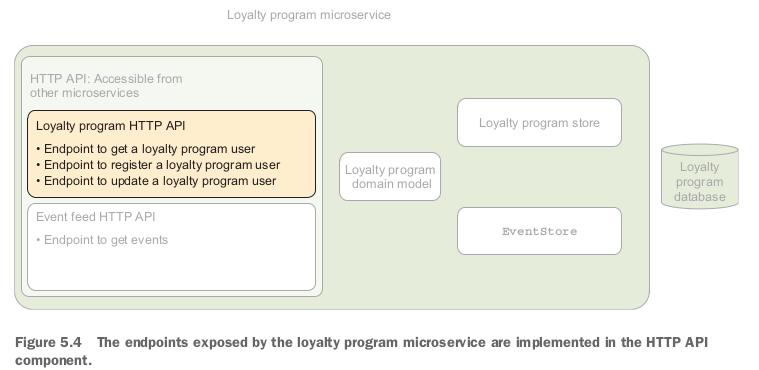 Loyalty program microservice
HTTP API: Accessible from
other microservices
Loyalty program HTTP API
• Endpoint to get a loyalty program user
• Endpoint to register a loyalty program user
• Endpoint to update a loyalty program user
Event feed HTTP API
• Endpoint to get events
Loyalty program
domain model
Loyalty program store
EventStore
Loyalty
program
database
Figure 5.4 The endpoints exposed by the loyalty program microservice are implemented in the HTTP API
component.